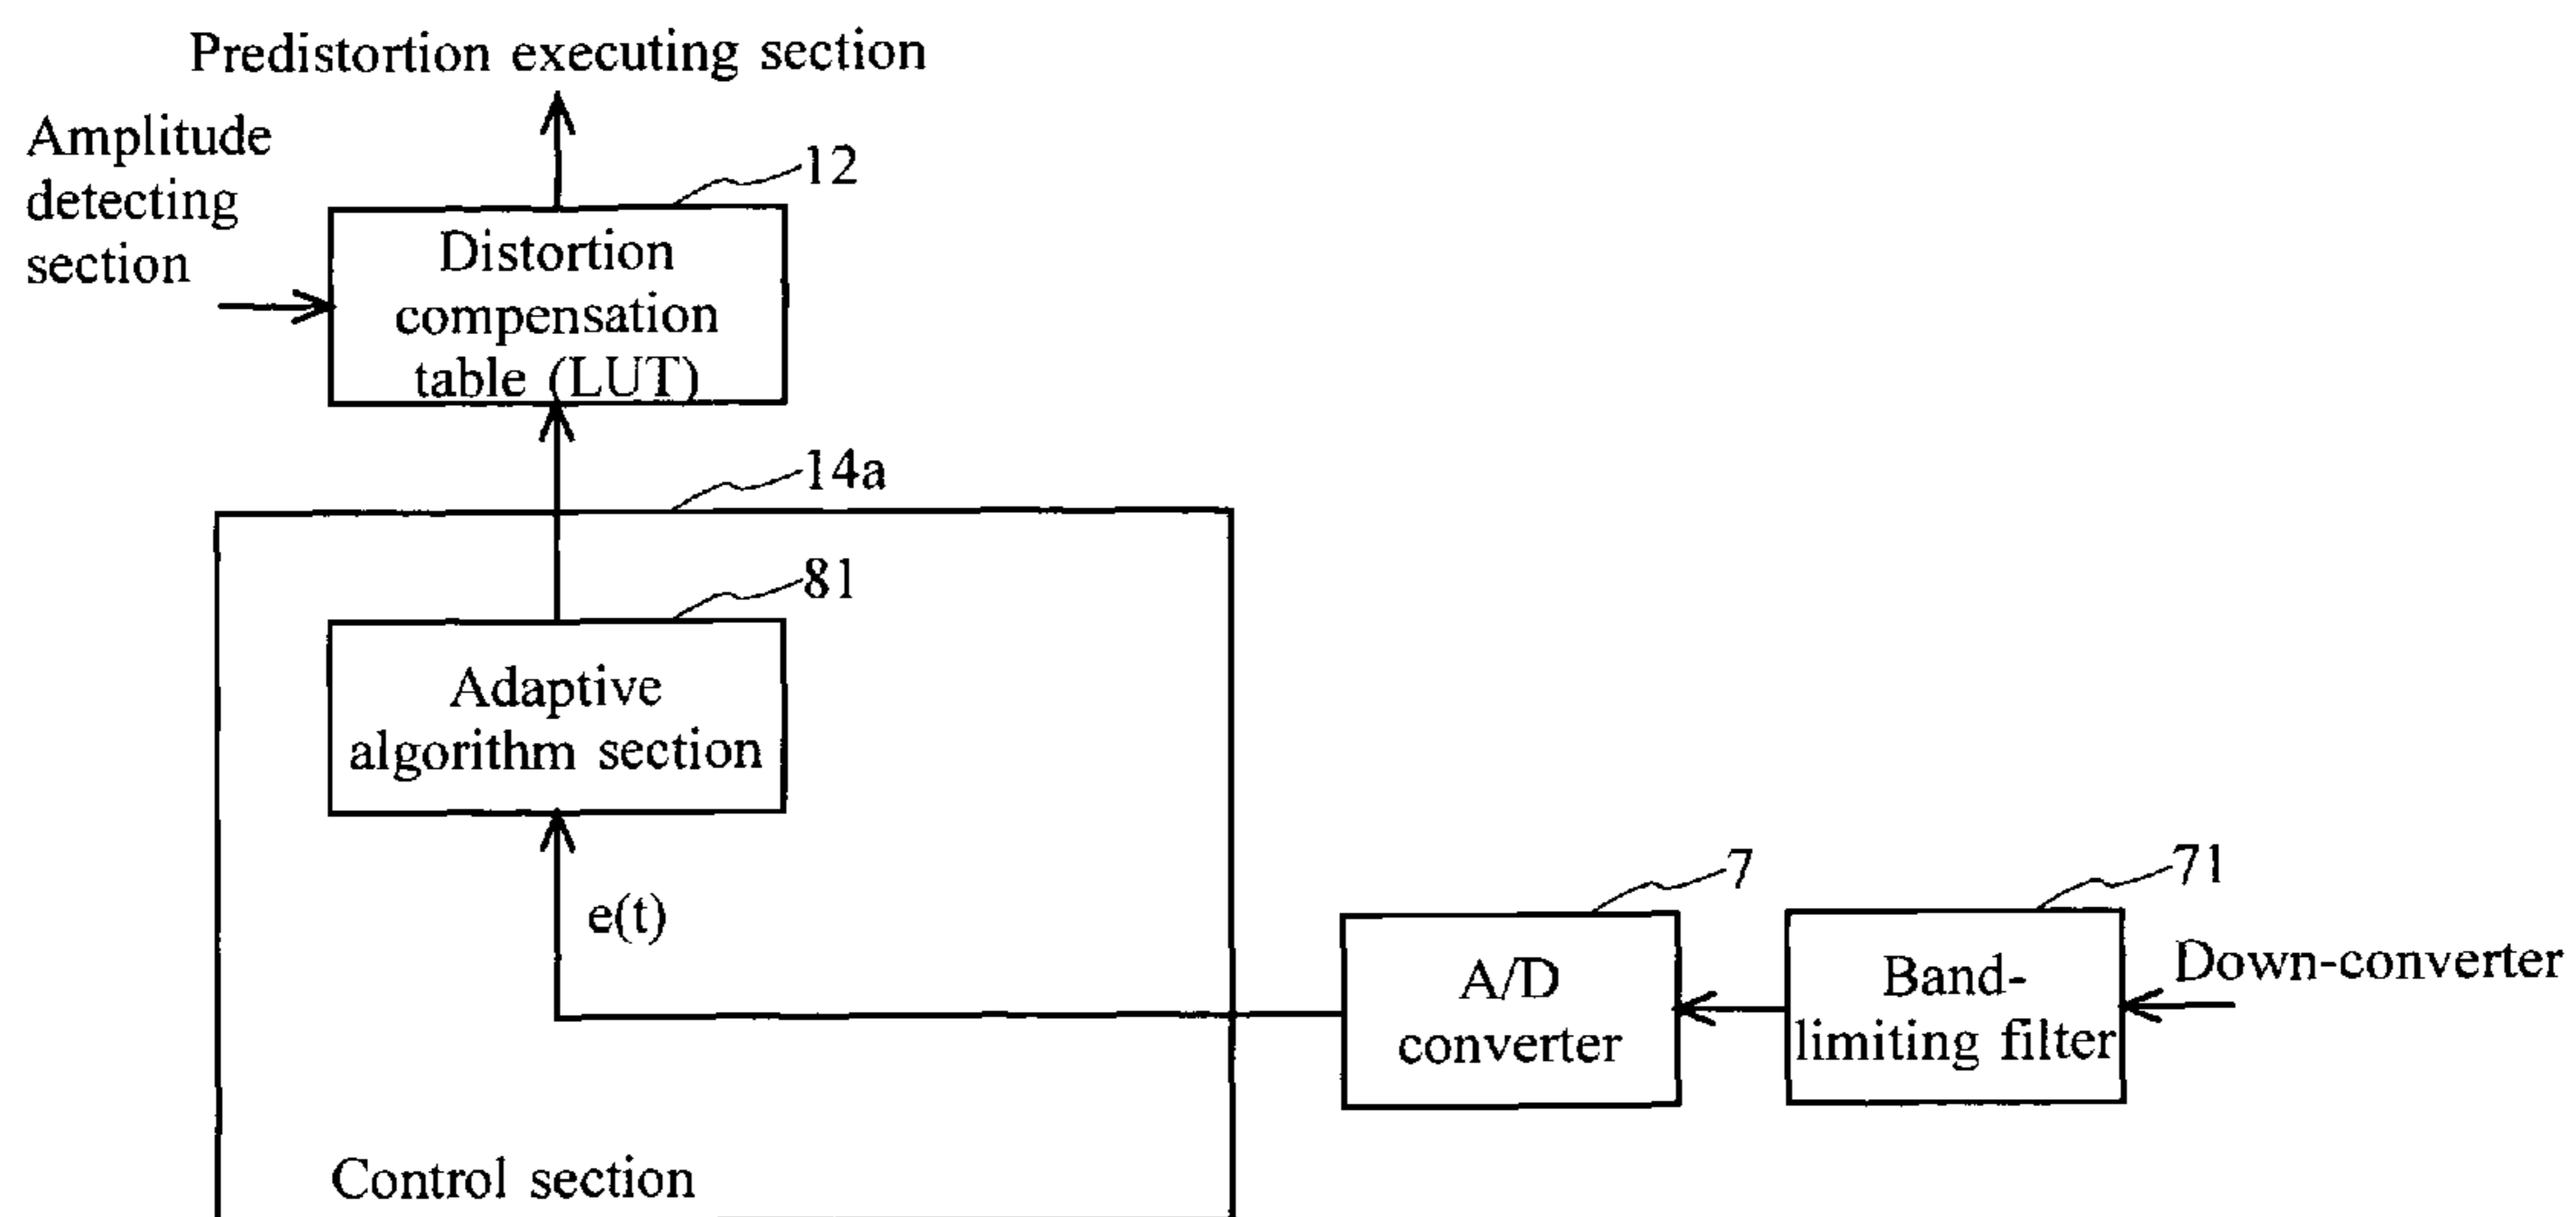 Predistortion executing section
Amplitude
detecting
section
12
Distortion
compensation
table (LUT)
14a
81
Adaptive
algorithm section
e(t)
7
A/D
converter
71
Band-
limiting filter
Down-converter
Control section